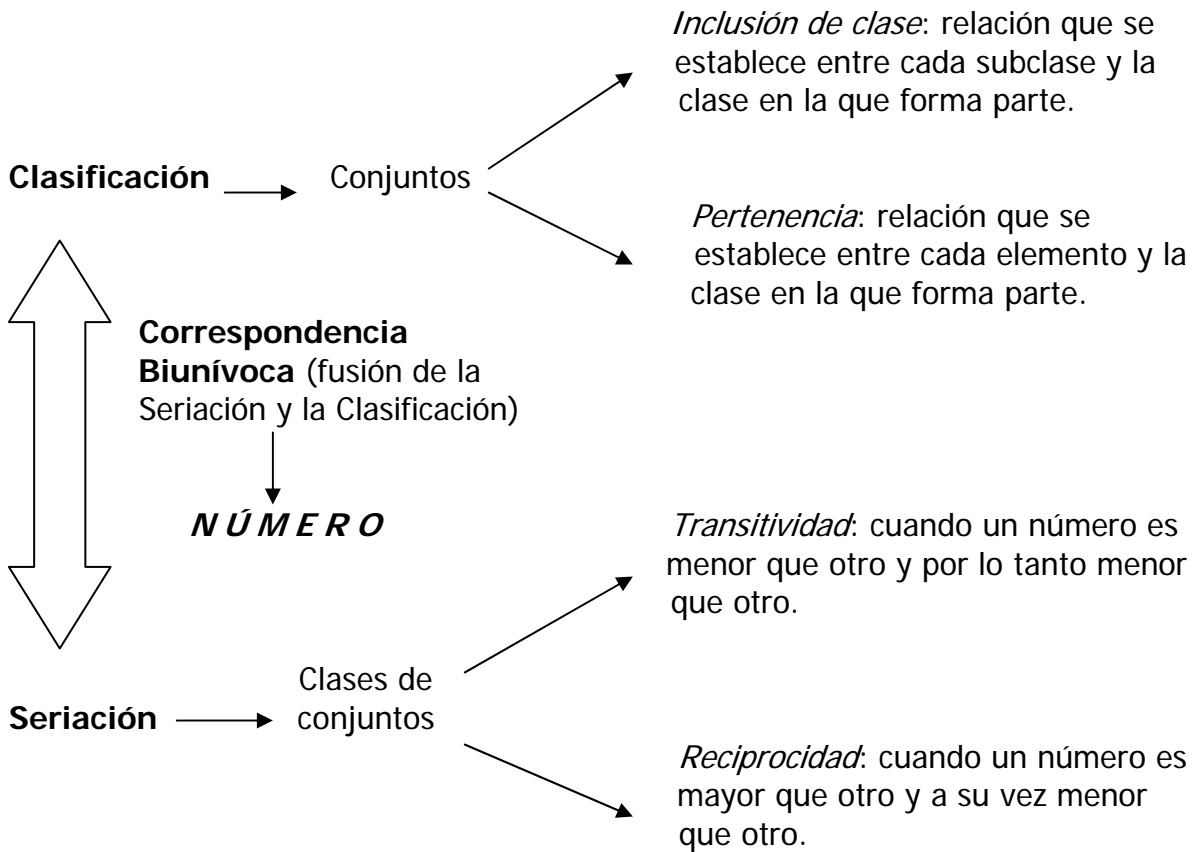 Inclusión de clase: relación que se
establece entre cada subclase y la
clase en la que forma parte.
Clasificación
Conjuntos
Pertenencia: relación que se
establece entre cada elemento y la
clase en la que forma parte.
Correspondencia
Biunívoca (fusión de la
Seriación y la Clasificación)
NÚMERO
Transitividad: cuando un número es
menor que otro y por lo tanto menor
que otro.
Seriación
Clases de
conjuntos
Reciprocidad: cuando un número es
mayor que otro y a su vez menor
que otro.